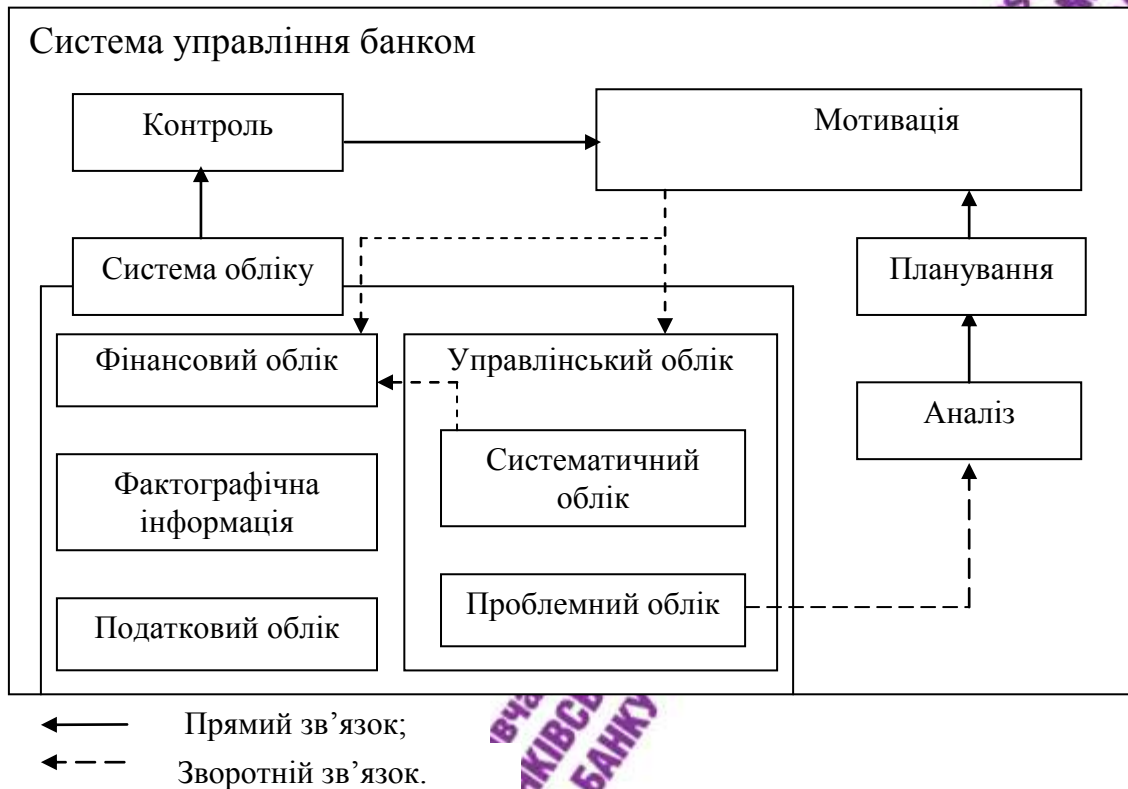 Система управління банком
Контроль
Мотивація
Система обліку
Планування
Фінансовий облік
Управлінський облік
Аналіз
Систематичний
облік
Фактографічна
інформація
Проблемний облік
Податковий облік
Прямий зв’язок;
Зворотній зв’язок.
БАНКУ